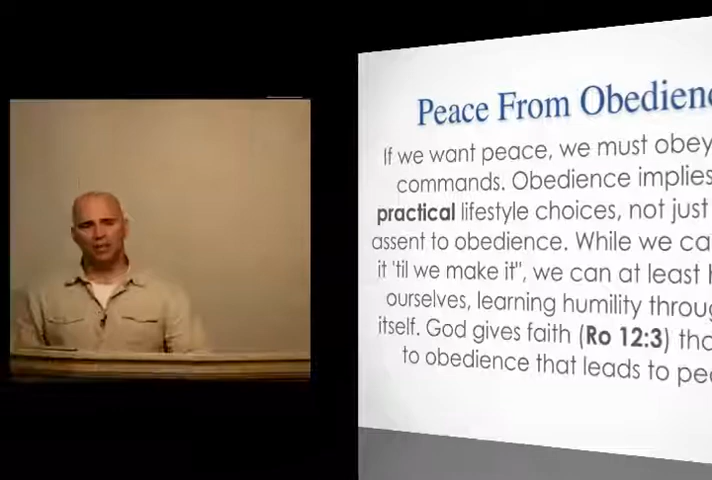 Peace From Obedienc
If we want peace, we must obey
commands. Obedience implies
practical lifestyle choices, not just
assent to obedience. While we ca
it 'til we make it", we can at least h
ourselves, learning humility throug
itself. God gives faith (Ro 12:3) tha
to obedience that leads to pea